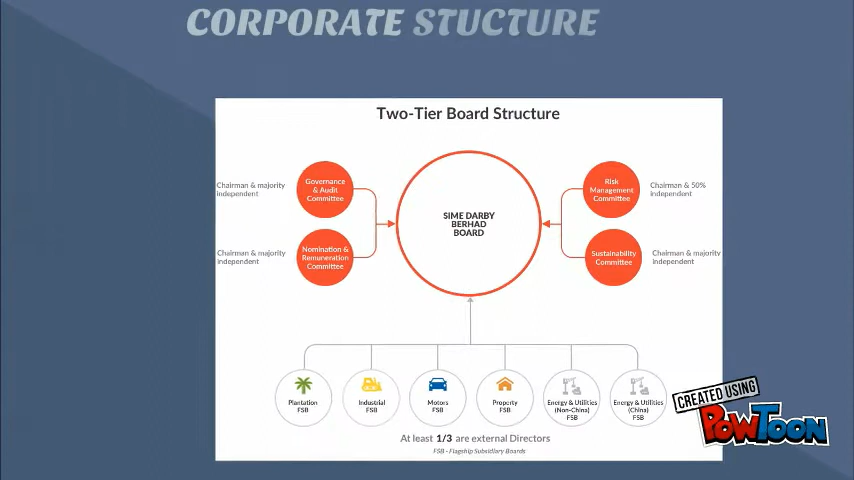 CORPORATE STUCTURE
Two-Tier Board Structure
Chairman & majority
independent
Governance
& Audit
Committee
Chairman & majority
independent
Nomination &
Remuneration
Committee
SIME DARBY
BERHAD
BOARD
Risk
Management
Committee
Chairman & 50%
independent
Sustainability
Committee
Chairman & majority
independent
Plantation
FSB
Industrial
FSB
Motors
FSB
Property
FSB
Energy & Utilities
(Non-China)
FSB
Energy & Utilities
(China)
FSB
At least 1/3 are external Directors
FSB - Flagship Subsidiary Boards
CREATED USING
POWTOON